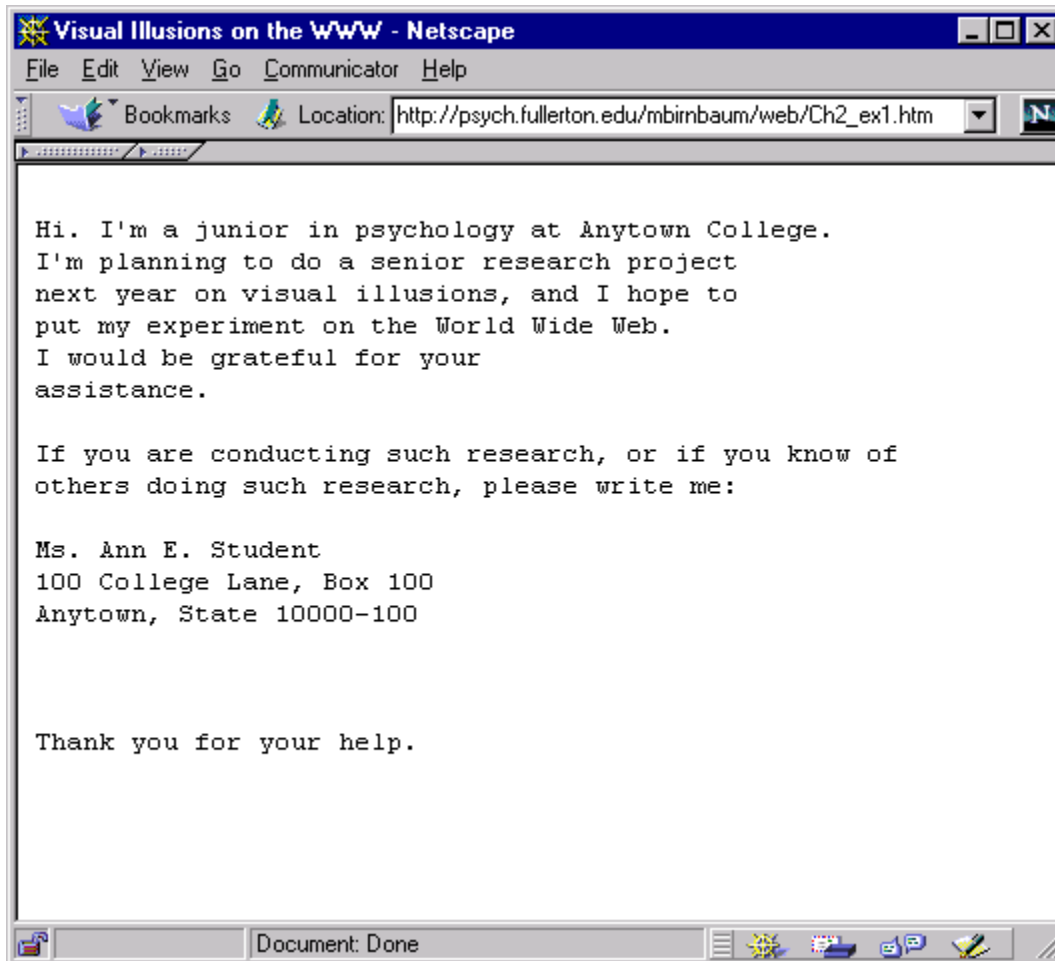 Visual Illusions on the WWW - Netscape
File Edit View Go Communicator Help
Bookmarks Location: http://psych.fullerton.edu/mbirnbaum/web/Ch2_ex1.htm N
Hi. I'm a junior in psychology at Anytown College.
I'm planning to do a senior research project
next year on visual illusions, and I hope to
put my experiment on the World Wide Web.
I would be grateful for your
assistance.
If you are conducting such research, or if you know of
others doing such research, please write me:
Ms. Ann E. Student
100 College Lane, Box 100
Anytown, State 10000-100
Thank you for your help.
Document: Done